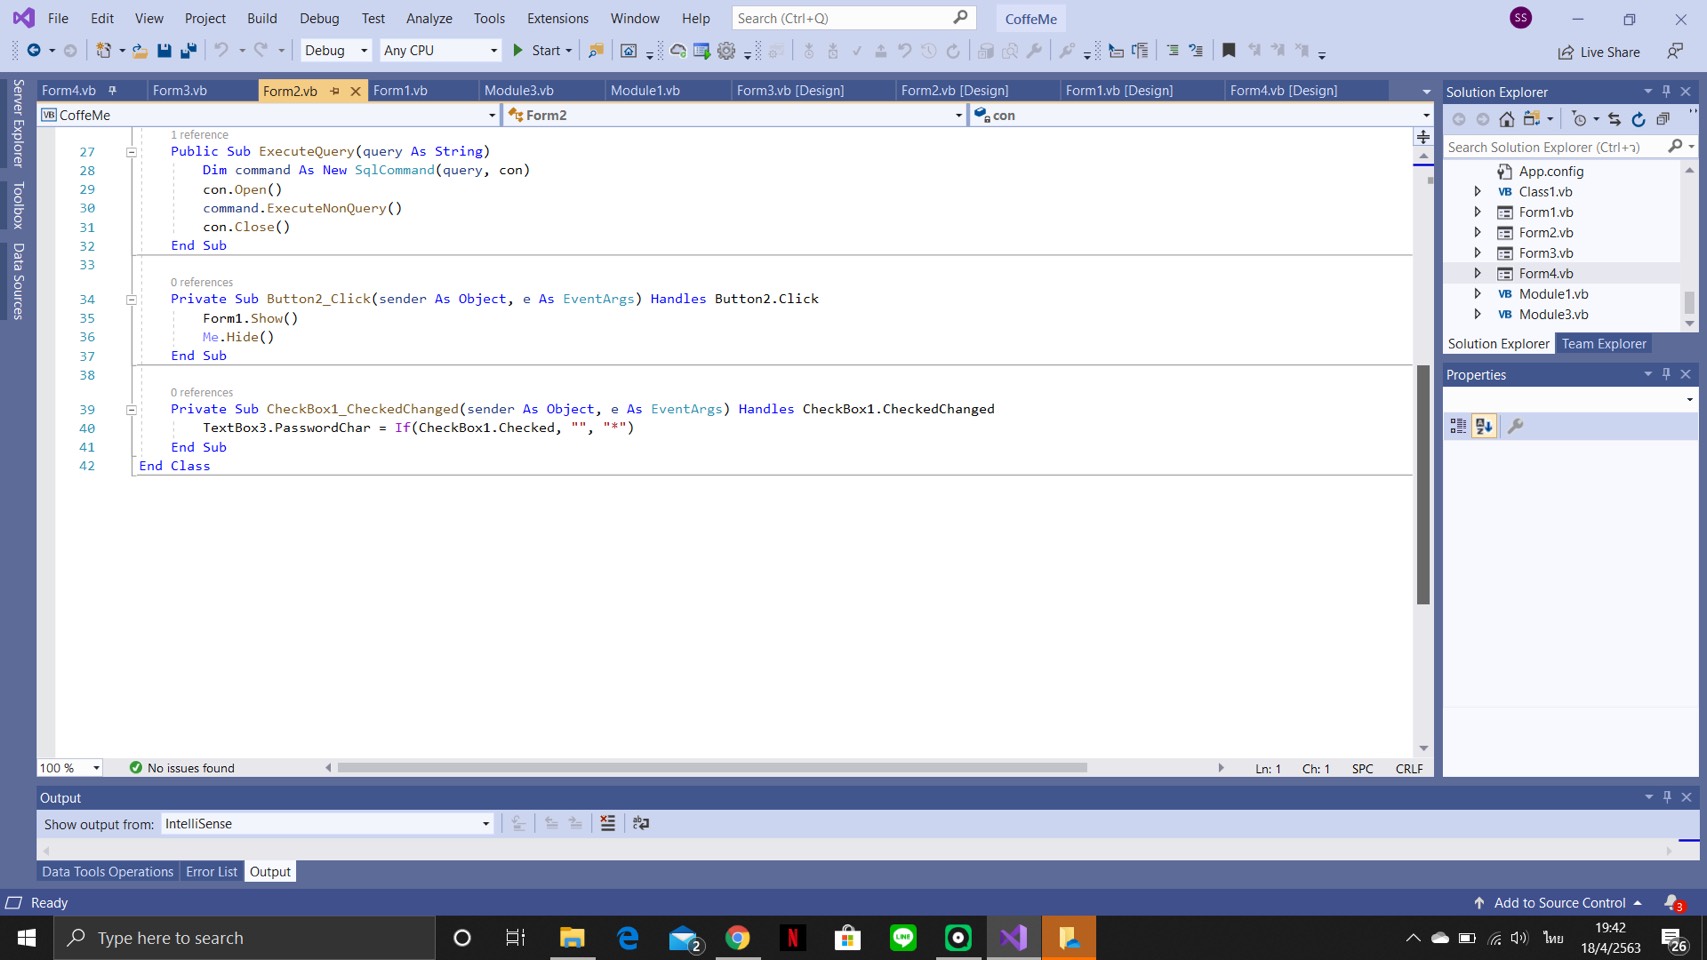 File Edit View Project Build Debug Test Analyze Tools Extensions Window Help Search (Ctrl+Q) CoffeMe SS
Debug Any CPU Start Live Share
Form4.vb Form3.vb Form2.vb Form1.vb Module3.vb Module1.vb Form3.vb [Design] Form2.vb [Design] Form1.vb [Design] Form4.vb [Design]
VB CoffeMe Form2 con
1 reference
27 Public Sub ExecuteQuery(query As String)
28 Dim command As New SqlCommand(query, con)
29 con.Open()
30 command.ExecuteNonQuery()
31 con.Close()
32 End Sub
33
0 references
34 Private Sub Button2_Click(sender As Object, e As EventArgs) Handles Button2.Click
35 Form1.Show()
36 Me.Hide()
37 End Sub
38
0 references
39 Private Sub CheckBox1_CheckedChanged(sender As Object, e As EventArgs) Handles CheckBox1.CheckedChanged
40 TextBox3.PasswordChar = If(CheckBox1.Checked, "", "*")
41 End Sub
42 End Class
100 % No issues found Ln: 1 Ch: 1 SPC CRLF
Server Explorer
Toolbox
Data Sources
Solution Explorer
Search Solution Explorer (Ctrl+ว)
App.config
VB Class1.vb
Form1.vb
Form2.vb
Form3.vb
Form4.vb
VB Module1.vb
VB Module3.vb
Solution Explorer Team Explorer
Properties
Output
Show output from: IntelliSense
Data Tools Operations Error List Output
Ready Add to Source Control 3
Type here to search 2 N LINE ไทย 19:42
18/4/2563 26